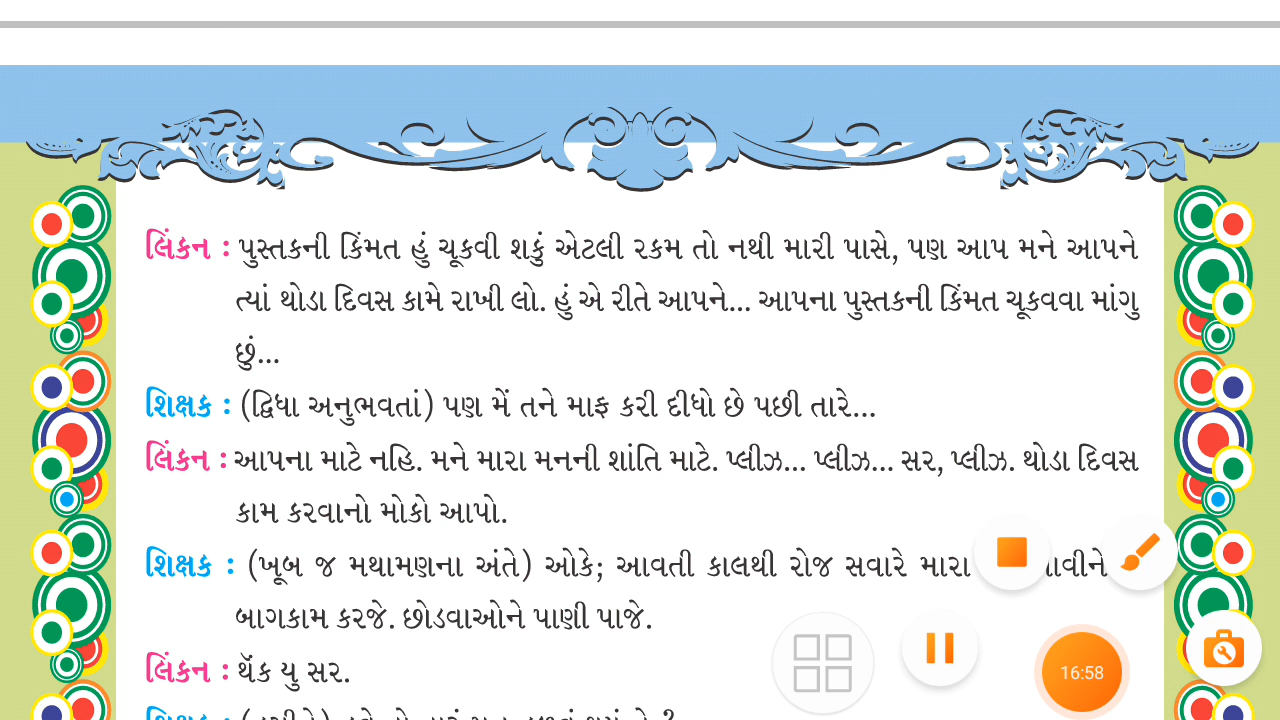 લિંકન : પુસ્તકની કિંમત હું ચૂકવી શકું એટલી રકમ તો નથી મારી પાસે, પણ આપ મને આપને
ત્યાં થોડા દિવસ કામે રાખી લો. હું એ રીતે આપને... આપના પુસ્તકની કિંમત ચૂકવવા માંગુ
છું...
શિક્ષક : (દ્વિધા અનુભવતાં) પણ મેં તને માફ કરી દીધો છે પછી તારે...
લિંકન : આપના માટે નહિ. મને મારા મનની શાંતિ માટે. પ્લીઝ... પ્લીઝ... સર, પ્લીઝ. થોડા દિવસ
કામ કરવાનો મોકો આપો.
શિક્ષક : (ખૂબ જ મથામણના અંતે) ઓકે; આવતી કાલથી રોજ સવારે મારા
બાગકામ કરજે. છોડવાઓને પાણી પાજે.
લિંકન : થૅંક યુ સર.
શિક્ષક :
16:58